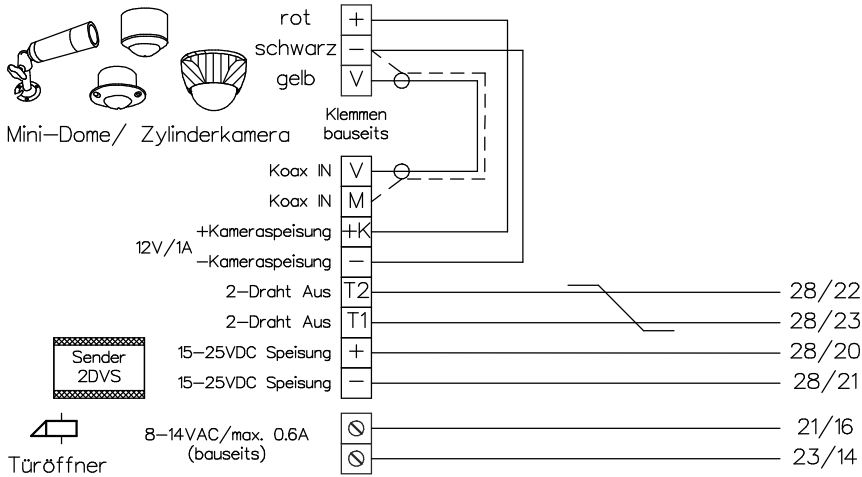 rot +
schwarz −
gelb V
Klemmen
bauseits
Mini−Dome/ Zylinderkamera
Koax IN V
Koax IN M
+Kameraspeisung +K
12V/1A
−Kameraspeisung −
2−Draht Aus T2 28/22
2−Draht Aus T1 28/23
Sender
2DVS
15−25VDC Speisung + 28/20
15−25VDC Speisung − 28/21
8−14VAC/max. 0.6A
(bauseits)
21/16
23/14
Türöffner